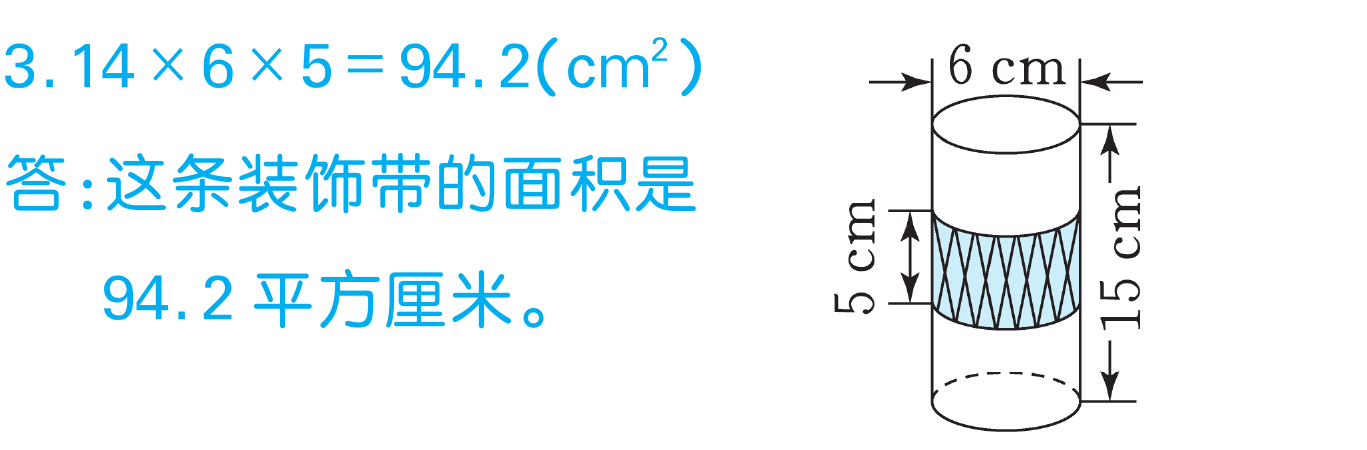 3.14×6×5=94.2(cm²)
答:这条装饰带的面积是
94.2平方厘米。
6 cm
5 cm
15 cm